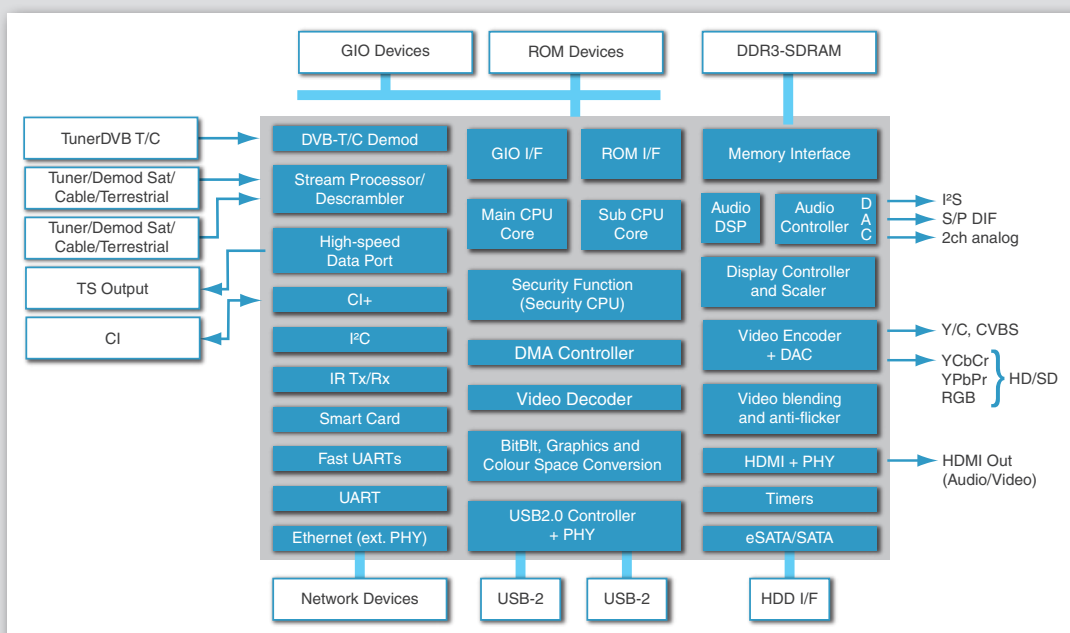 GIO Devices
ROM Devices
DDR3-SDRAM
TunerDVB T/C
Tuner/Demod Sat/
Cable/Terrestrial
Tuner/Demod Sat/
Cable/Terrestrial
TS Output
CI
DVB-T/C Demod
Stream Processor/
Descrambler
High-speed
Data Port
CI+
I²C
IR Tx/Rx
Smart Card
Fast UARTs
UART
Ethernet (ext. PHY)
GIO I/F
ROM I/F
Main CPU
Core
Sub CPU
Core
Security Function
(Security CPU)
DMA Controller
Video Decoder
BitBlt, Graphics and
Colour Space Conversion
USB2.0 Controller
+ PHY
Memory Interface
Audio
DSP
Audio
Controller
D
A
C
Display Controller
and Scaler
Video Encoder
+ DAC
Video blending
and anti-flicker
HDMI + PHY
Timers
eSATA/SATA
I²S
S/P DIF
2ch analog
Y/C, CVBS
YCbCr
YPbPr
RGB
HD/SD
HDMI Out
(Audio/Video)
Network Devices
USB-2
USB-2
HDD I/F